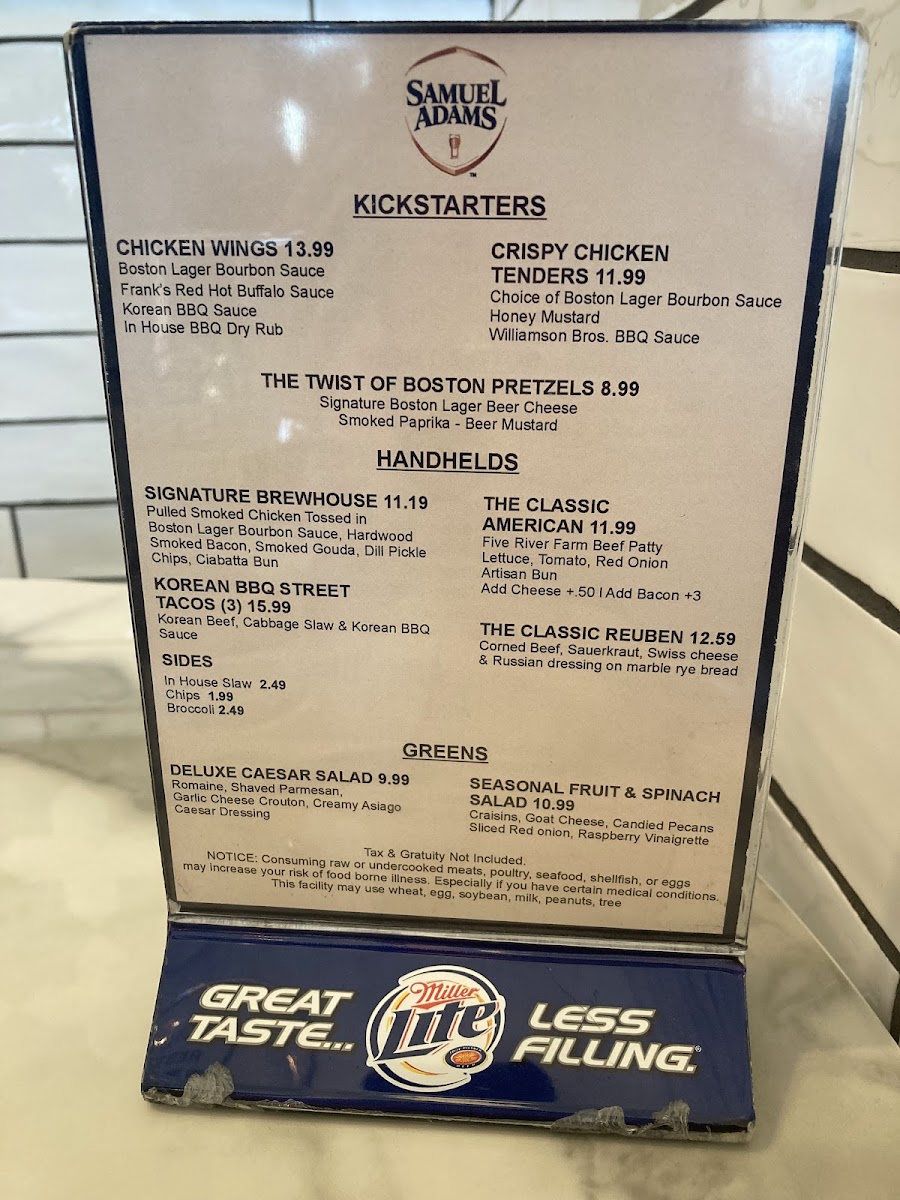 SAMUEL
ADAMS
TM
KICKSTARTERS
CHICKEN WINGS 13.99
Boston Lager Bourbon Sauce
Frank's Red Hot Buffalo Sauce
Korean BBQ Sauce
In House BBQ Dry Rub
CRISPY CHICKEN
TENDERS 11.99
Choice of Boston Lager Bourbon Sauce
Honey Mustard
Williamson Bros. BBQ Sauce
THE TWIST OF BOSTON PRETZELS 8.99
Signature Boston Lager Beer Cheese
Smoked Paprika - Beer Mustard
HANDHELDS
SIGNATURE BREWHOUSE 11.19
Pulled Smoked Chicken Tossed in
Boston Lager Bourbon Sauce, Hardwood
Smoked Bacon, Smoked Gouda, Dill Pickle
Chips, Ciabatta Bun
KOREAN BBQ STREET
TACOS (3) 15.99
Korean Beef, Cabbage Slaw & Korean BBQ
Sauce
SIDES
In House Slaw 2.49
Chips 1.99
Broccoli 2.49
THE CLASSIC
AMERICAN 11.99
Five River Farm Beef Patty
Lettuce, Tomato, Red Onion
Artisan Bun
Add Cheese +.50 I Add Bacon +3
THE CLASSIC REUBEN 12.59
Corned Beef, Sauerkraut, Swiss cheese
& Russian dressing on marble rye bread
GREENS
DELUXE CAESAR SALAD 9.99
Romaine, Shaved Parmesan,
Garlic Cheese Crouton, Creamy Asiago
Caesar Dressing
SEASONAL FRUIT & SPINACH
SALAD 10.99
Craisins, Goat Cheese, Candied Pecans
Sliced Red onion, Raspberry Vinaigrette
Tax & Gratuity Not Included.
NOTICE: Consuming raw or undercooked meats, poultry, seafood, shellfish, or eggs
may increase your risk of food borne illness. Especially if you have certain medical conditions.
This facility may use wheat, egg, soybean, milk, peanuts, tree
GREAT
TASTE...
Miller
Lite
LESS
FILLING.®